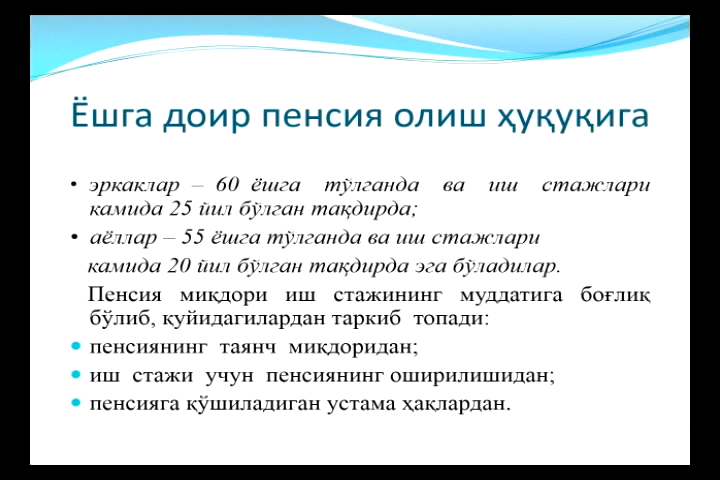 Ёшга доир пенсия олиш ҳуқуқига
• эркаклар – 60 ёшга тўлганда ва иш стажлари
камида 25 йил бўлган тақдирда;
• аёллар – 55 ёшга тўлганда ва иш стажлари
камида 20 йил бўлган тақдирда эга бўладилар.
Пенсия миқдори иш стажининг муддатига боғлиқ
бўлиб, қуйидагилардан таркиб топади:
• пенсиянинг таянч миқдоридан;
• иш стажи учун пенсиянинг оширилишидан;
• пенсияга қўшиладиган устама ҳақлардан.